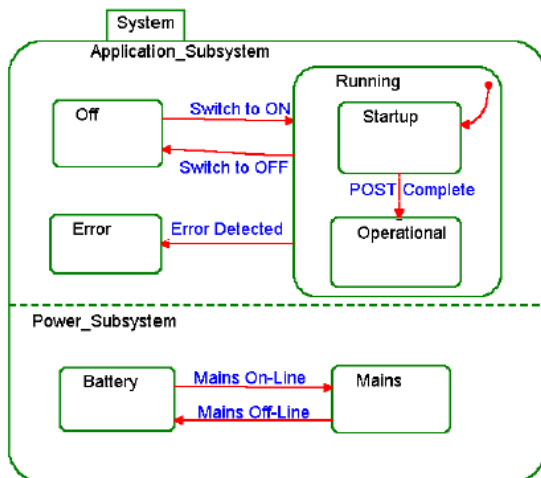 System
Application_Subsystem
Running
Off
Switch to ON
Startup
Switch to OFF
POST Complete
Error
Error Detected
Operational
Power_Subsystem
Battery
Mains On-Line
Mains
Mains Off-Line